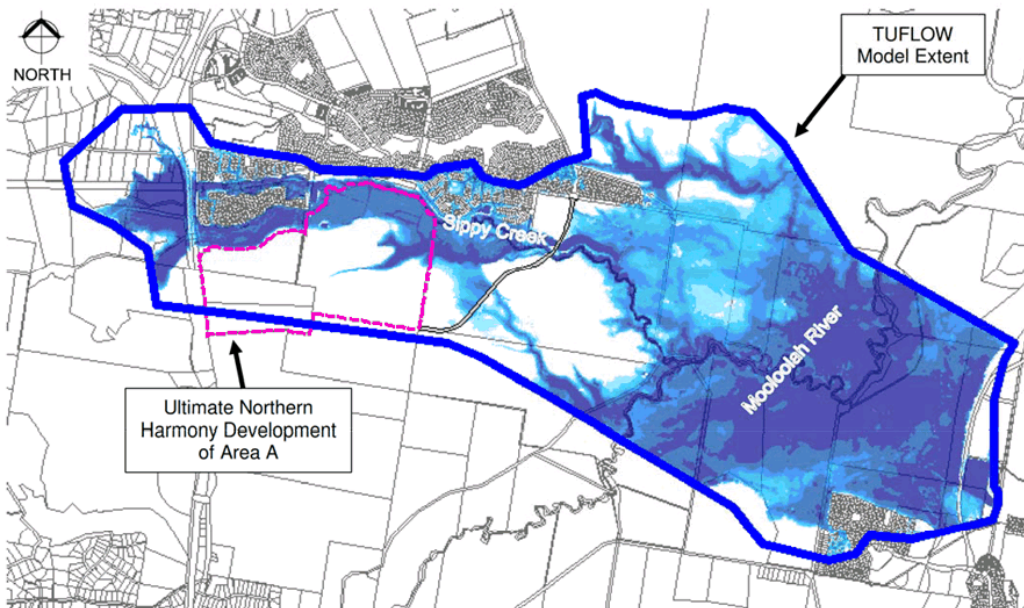 NORTH
TUFLOW
Model Extent
Sippy Creek
Mooloolah River
Ultimate Northern
Harmony Development
of Area A